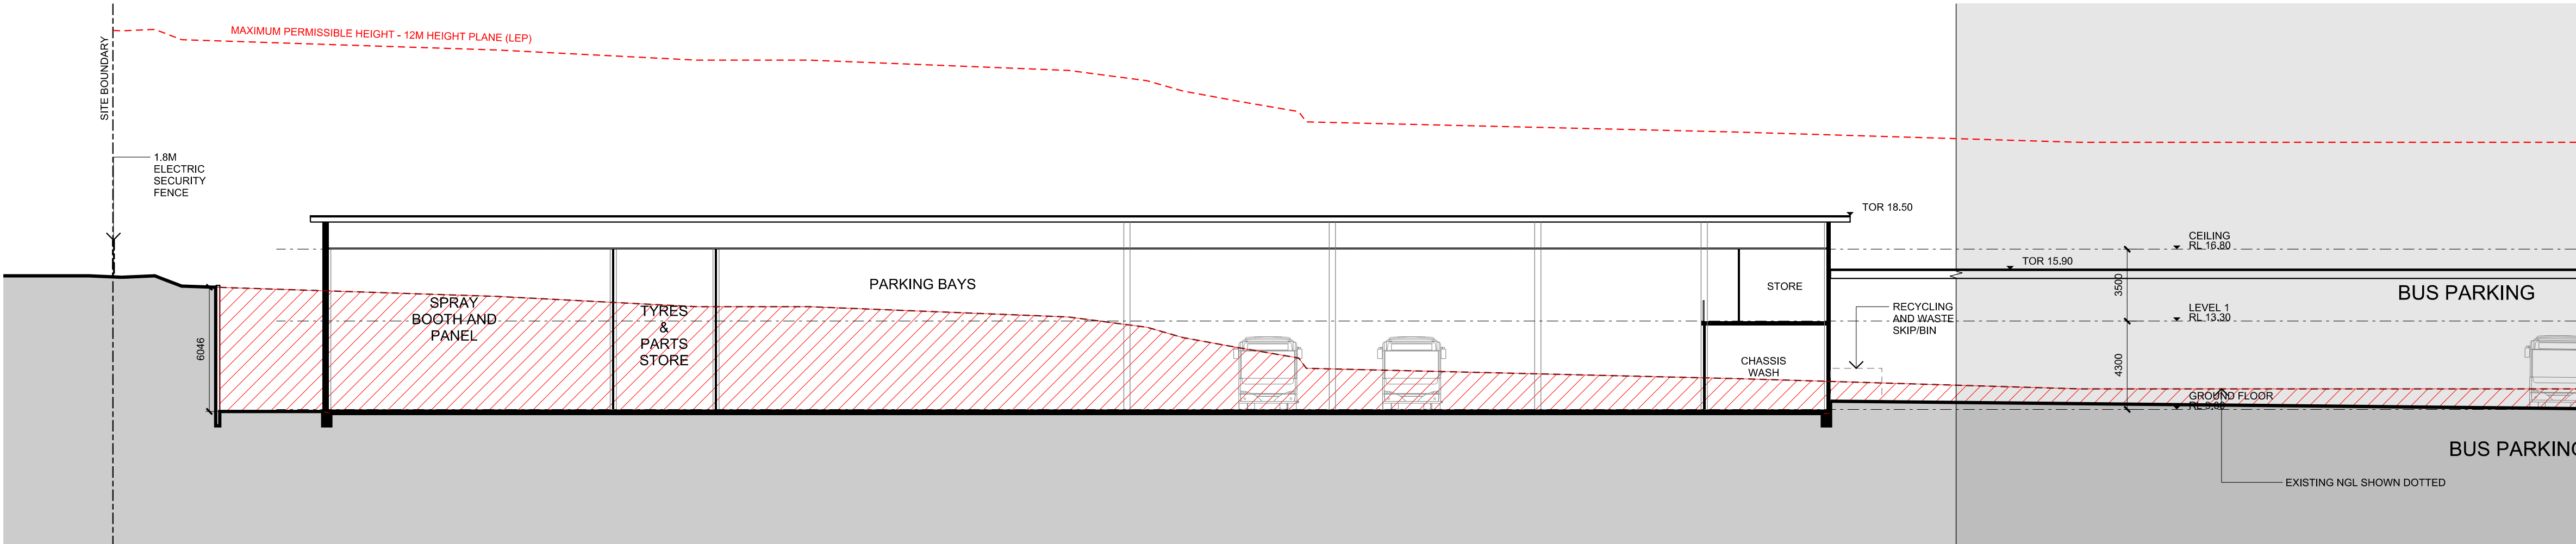 MAXIMUM PERMISSIBLE HEIGHT - 12M HEIGHT PLANE (LEP)
SITE BOUNDARY
1.8M
ELECTRIC
SECURITY
FENCE
TOR 18.50
CEILING
RL 16.80
TOR 15.90
3500
BUS PARKING
PARKING BAYS
STORE
SPRAY
BOOTH AND
PANEL
TYRES
&
PARTS
STORE
RECYCLING
AND WASTE
SKIP/BIN
LEVEL 1
RL 13.30
6046
CHASSIS
WASH
4300
GROUND FLOOR
RL 9.00
BUS PARKING
EXISTING NGL SHOWN DOTTED